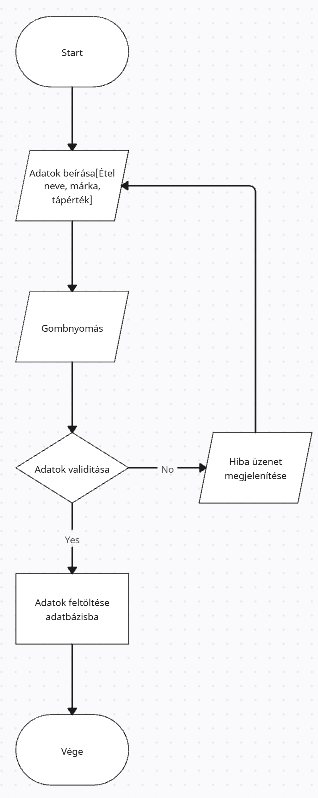 Start
Adatok beírása[Étel
neve, márka,
tápérték]
Gombnyomás
Adatok validitása
No
Hiba üzenet
megjelenítése
Yes
Adatok feltöltése
adatbázisba
Vége